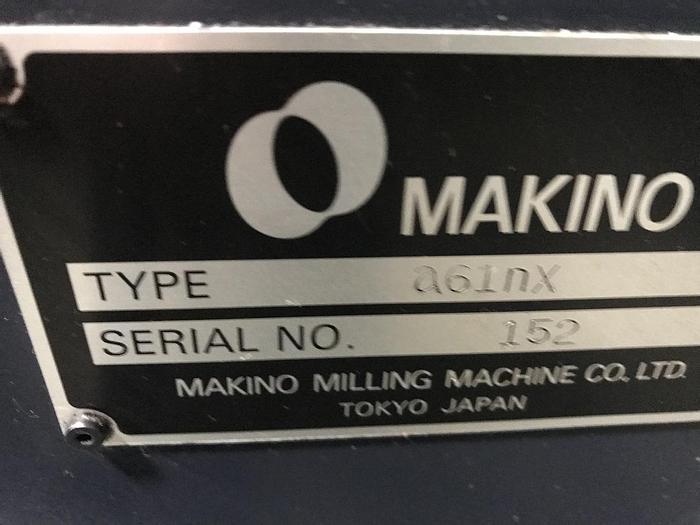 MAKINO
TYPE a61nx
SERIAL NO. 152
MAKINO MILLING MACHINE CO., LTD.
TOKYO JAPAN